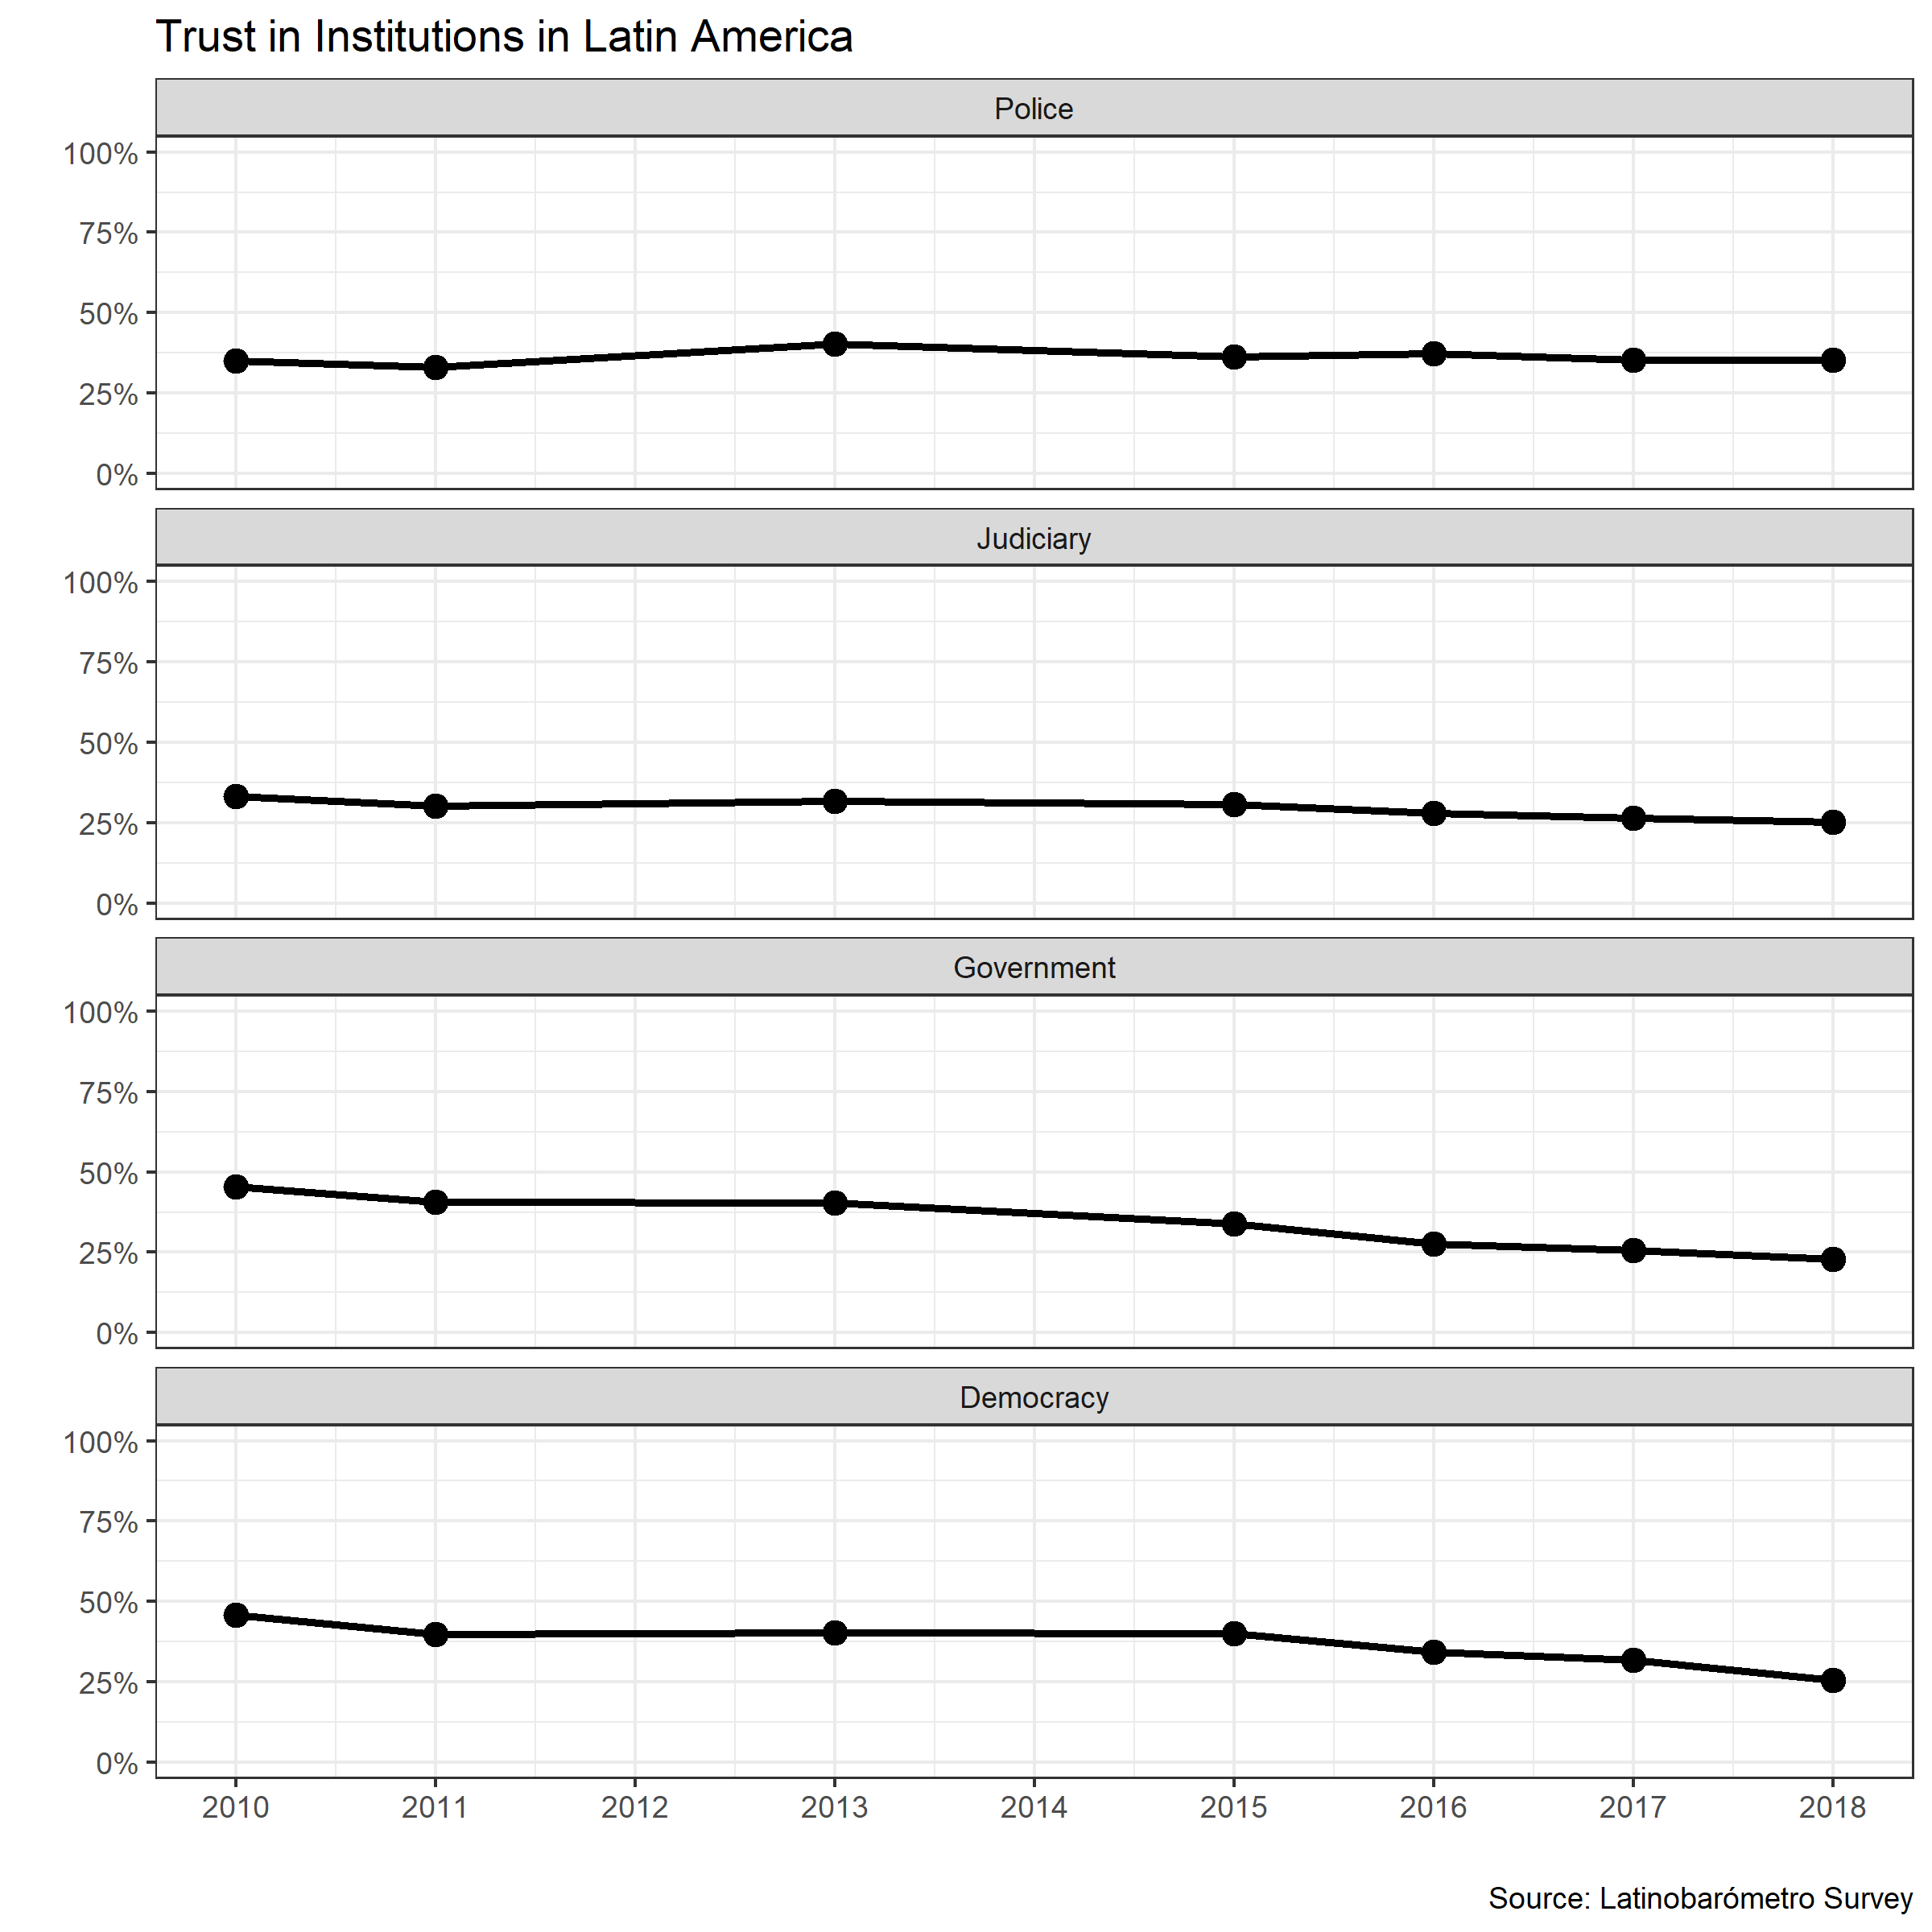 Trust in Institutions in Latin America
Police
100%
75%
50%
25%
0%
Judiciary
100%
75%
50%
25%
0%
Government
100%
75%
50%
25%
0%
Democracy
100%
75%
50%
25%
0%
2010 2011 2012 2013 2014 2015 2016 2017 2018
Source: Latinobarómetro Survey